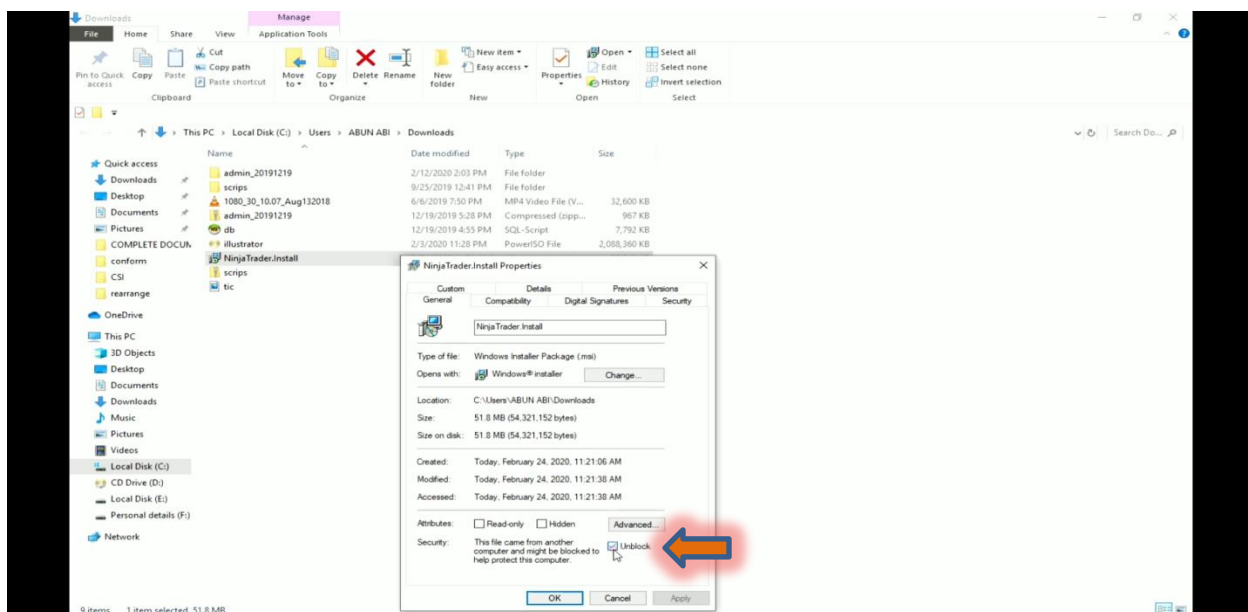 Downloads
Manage
File Home Share View Application Tools
Pin to Quick access
Copy
Paste
Cut
Copy path
Paste shortcut
Clipboard
Move to
Copy to
Delete
Rename
Organize
New folder
New item
Easy access
New
Properties
Open
Edit
History
Open
Select all
Select none
Invert selection
Select
This PC > Local Disk (C:) > Users > ABUN ABI > Downloads
Search Do...
Quick access
Downloads
Desktop
Documents
Pictures
COMPLETE DOCUM
conform
CSI
rearrange
OneDrive
This PC
3D Objects
Desktop
Documents
Downloads
Music
Pictures
Videos
Local Disk (C:)
CD Drive (D:)
Local Disk (E:)
Personal details (F:)
Network
Name Date modified Type Size
admin_20191219 2/12/2020 2:03 PM File folder
scrips 9/25/2019 12:41 PM File folder
1080_30_10.07_Aug132018 6/6/2019 7:50 PM MP4 Video File (V... 32,600 KB
admin_20191219 12/19/2019 5:28 PM Compressed (zipp... 967 KB
db 12/19/2019 4:55 PM SQL-Script 7,792 KB
illustrator 2/3/2020 11:28 PM PowerISO File 2,088,360 KB
NinjaTrader.Install
scrips
tic
NinjaTrader.Install Properties
Custom Details Previous Versions
General Compatibility Digital Signatures Security
NinjaTrader.Install
Type of file: Windows Installer Package (.msi)
Opens with: Windows® installer Change...
Location: C:\Users\ABUN ABI\Downloads
Size: 51.8 MB (54,321,152 bytes)
Size on disk: 51.8 MB (54,321,152 bytes)
Created: Today, February 24, 2020, 11:21:06 AM
Modified: Today, February 24, 2020, 11:21:38 AM
Accessed: Today, February 24, 2020, 11:21:38 AM
Attributes: Read-only Hidden Advanced...
Security: This file came from another
computer and might be blocked to
help protect this computer.
Unblock
OK Cancel Apply
9 items 1 item selected 51.8 MB